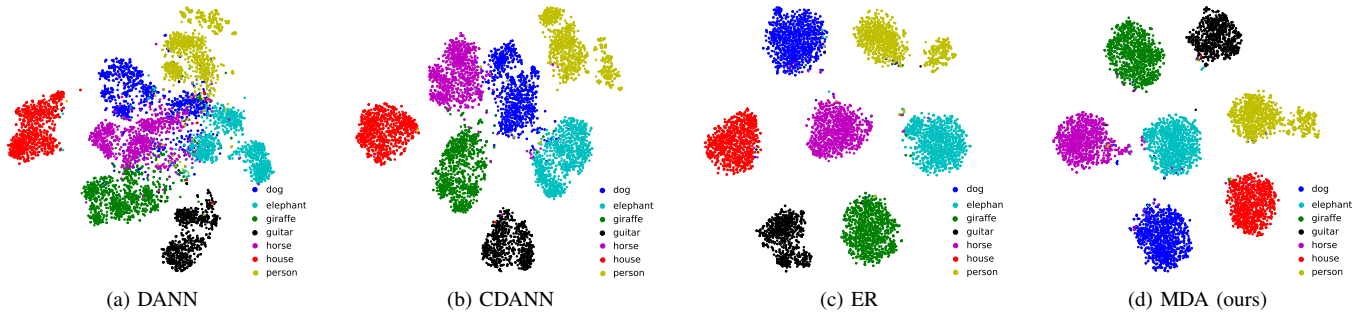 dog
elephant
giraffe
guitar
horse
house
person
(a) DANN
dog
elephant
giraffe
guitar
horse
house
person
(b) CDANN
dog
elephan
giraffe
guitar
horse
house
person
(c) ER
dog
elephant
giraffe
guitar
horse
house
person
(d) MDA (ours)